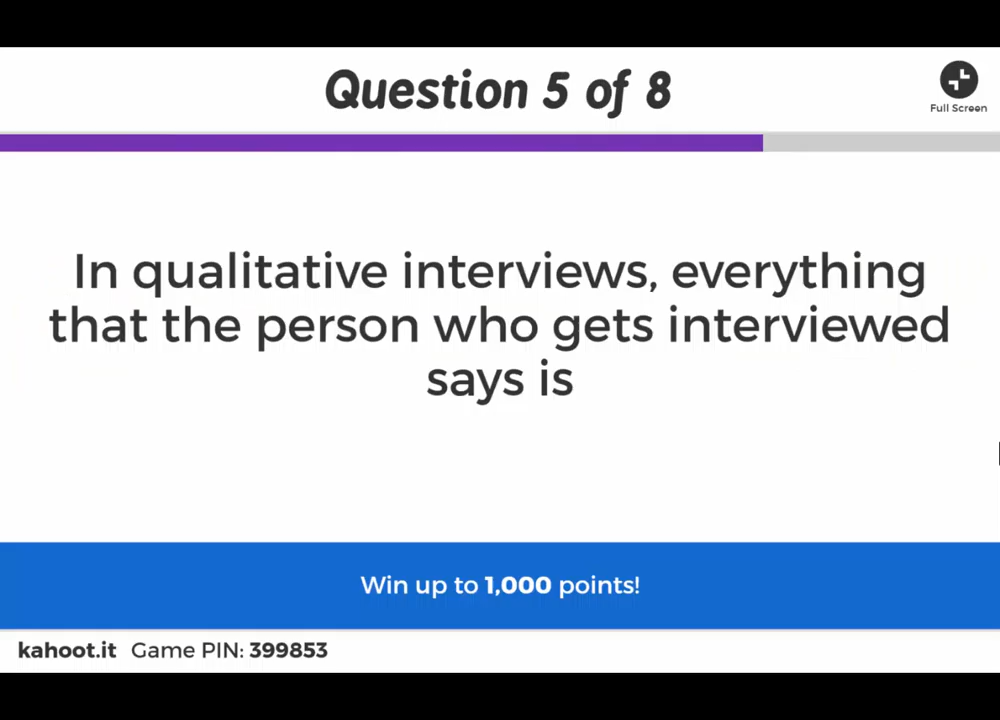 Question 5 of 8
Full Screen
In qualitative interviews, everything
that the person who gets interviewed
says is
Win up to 1,000 points!
kahoot.it Game PIN: 399853